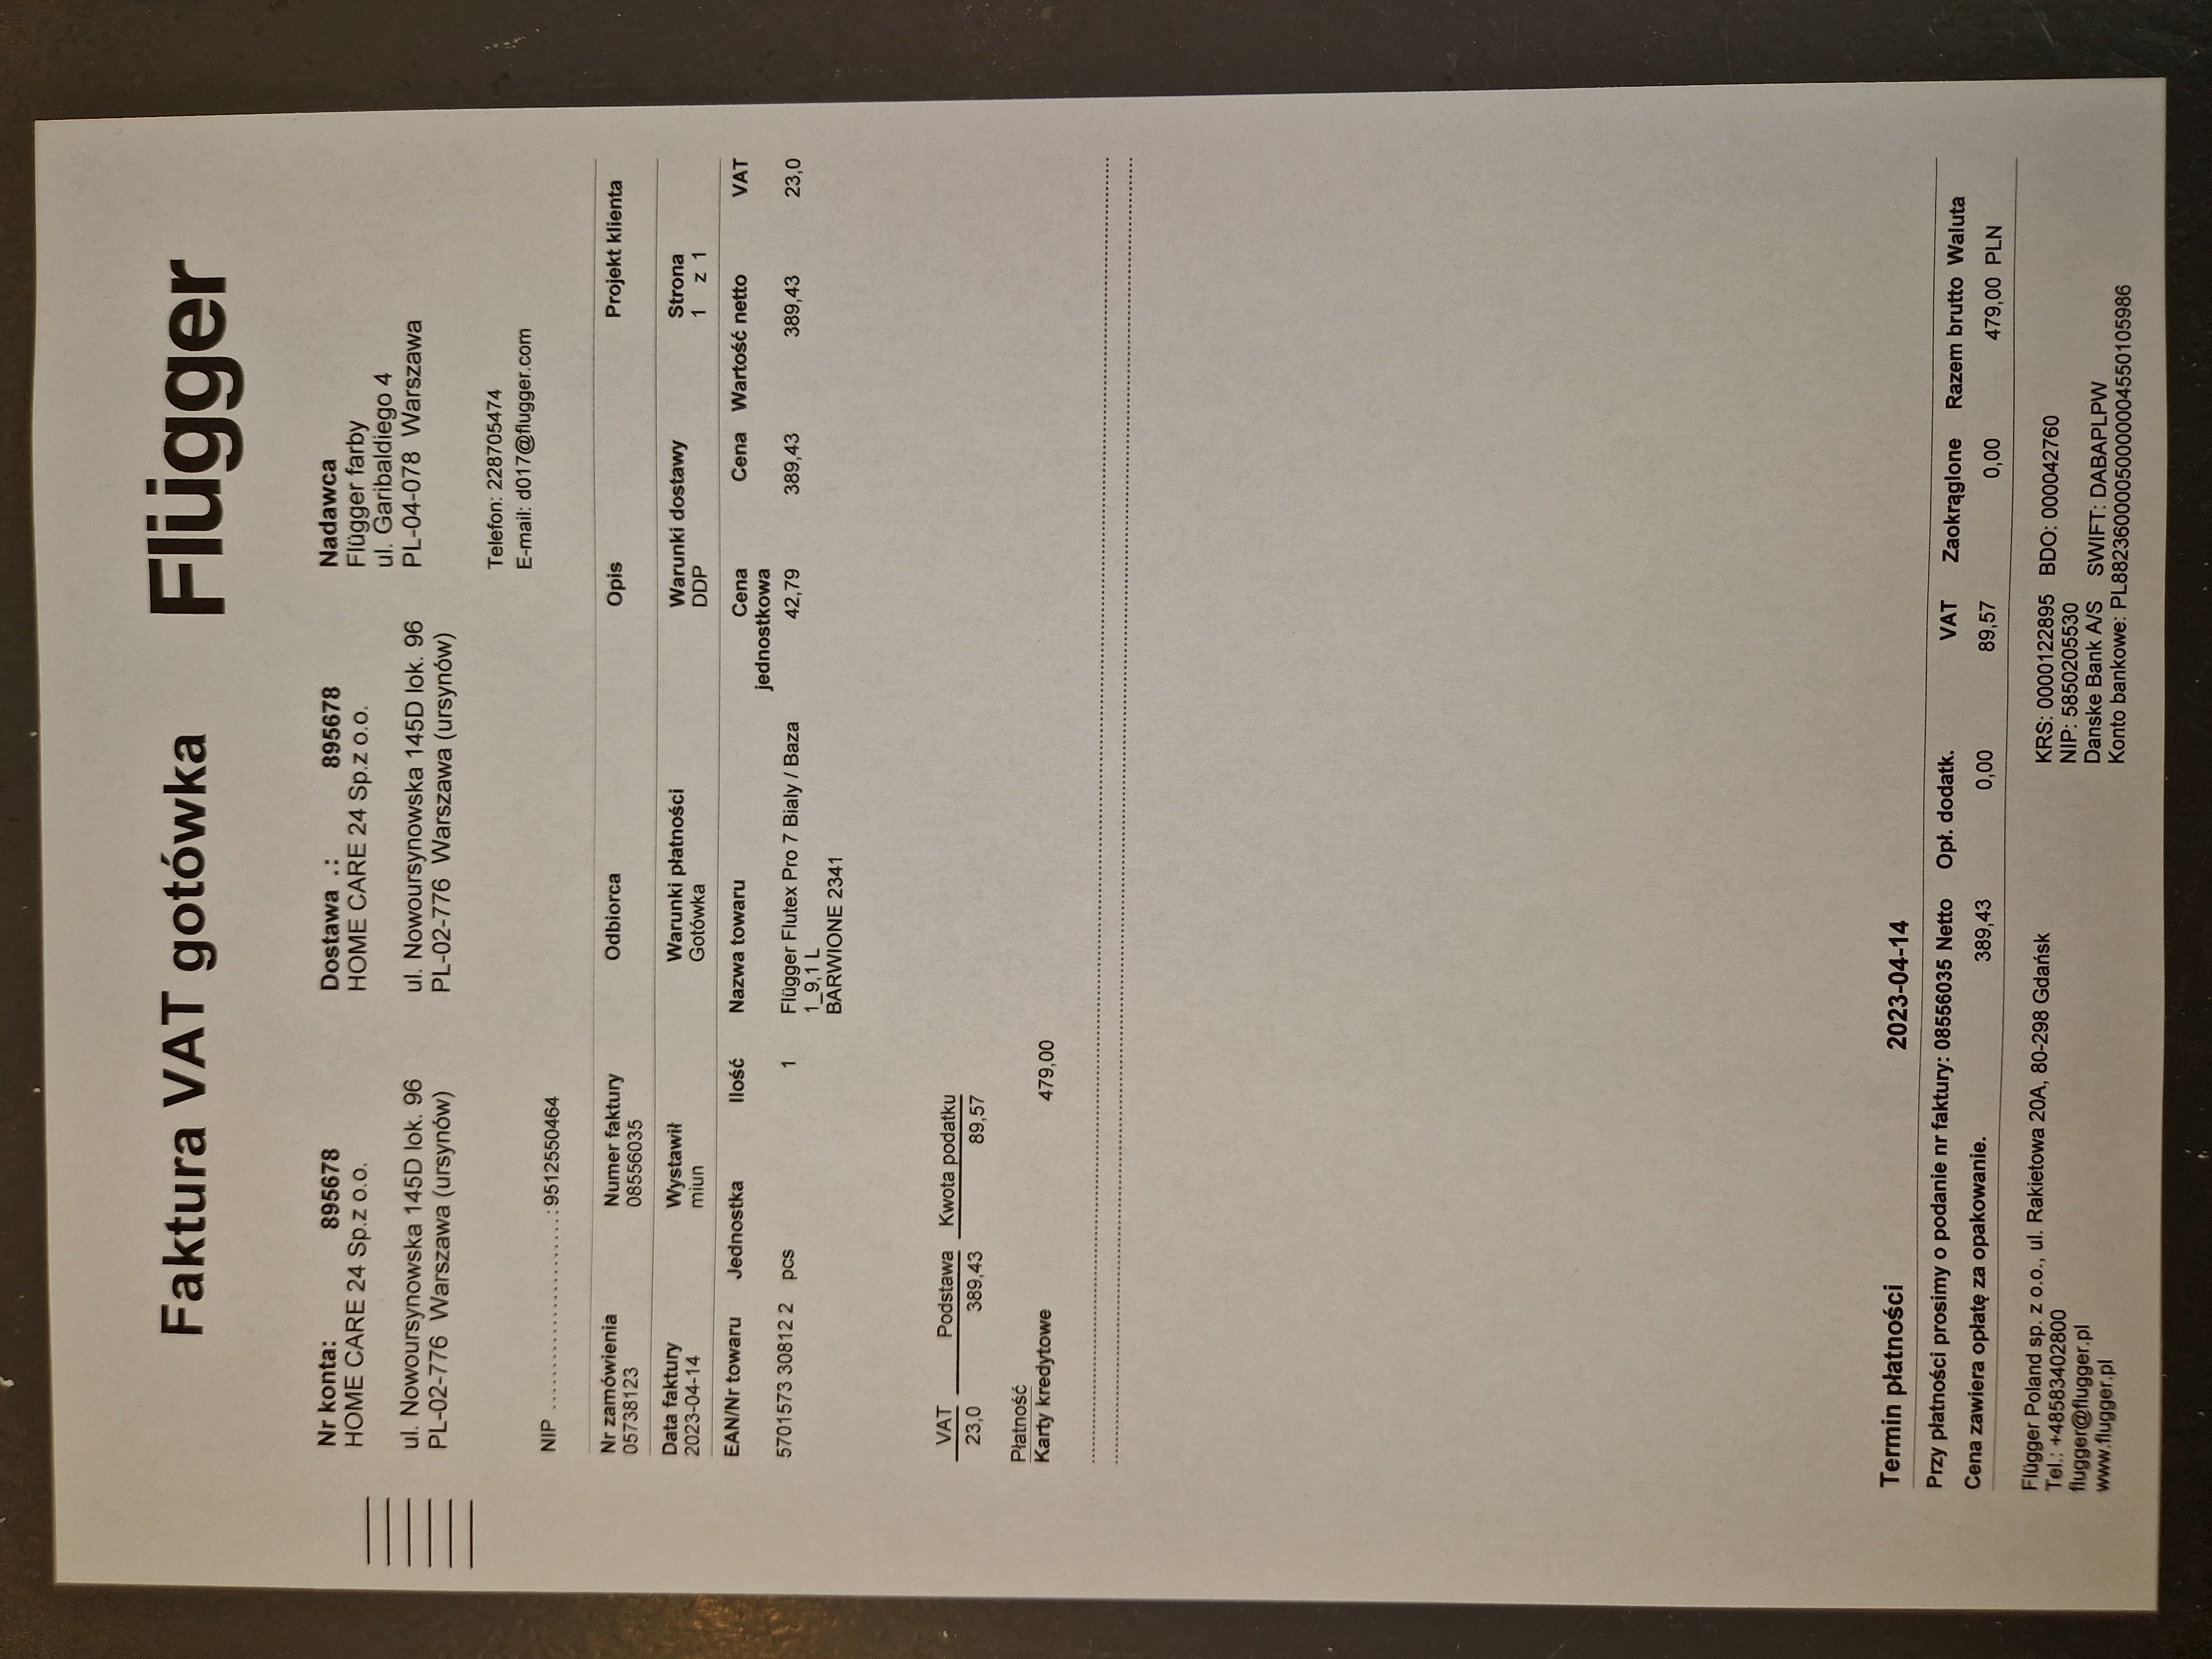 Faktura VAT gotówka
Flügger
Nr konta: 895678
HOME CARE 24 Sp.z o.o.
ul. Nowoursynowska 145D lok. 96
PL-02-776 Warszawa (ursynów)
Dostawa .: 895678
HOME CARE 24 Sp.z o.o.
ul. Nowoursynowska 145D lok. 96
PL-02-776 Warszawa (ursynów)
Nadawca
Flügger farby
ul. Garibaldiego 4
PL-04-078 Warszawa
Telefon: 228705474
E-mail: d017@flugger.com
NIP ........................: 9512550464
Nr zamówienia Numer faktury Odbiorca Opis Projekt klienta
05738123 08556035
Data faktury Wystawił Warunki płatności Warunki dostawy Strona
2023-04-14 miun Gotówka DDP 1 z 1
EAN/Nr towaru Jednostka Ilość Nazwa towaru Cena Cena Wartość netto VAT
jednostkowa
5701573 30812 2 pcs 1 Flügger Flutex Pro 7 Bialy / Baza 42,79 389,43 389,43 23,0
1_9,1 L
BARWIONE 2341
VAT Podstawa Kwota podatku
23,0 389,43 89,57
Płatność
Karty kredytowe 479,00
Termin płatności 2023-04-14
Przy płatności prosimy o podanie nr faktury: 08556035 Netto Opł. dodatk. VAT Zaokrąglone Razem brutto Waluta
Cena zawiera opłatę za opakowanie. 389,43 0,00 89,57 0,00 479,00 PLN
Flügger Poland sp. z o.o., ul. Rakietowa 20A, 80-298 Gdańsk
Tel.: +48583402800
flugger@flugger.pl
www.flugger.pl
KRS: 0000122895 BDO: 000042760
NIP: 5850205530
Danske Bank A/S SWIFT: DABAPLPW
Konto bankowe: PL88236000050000004550105986